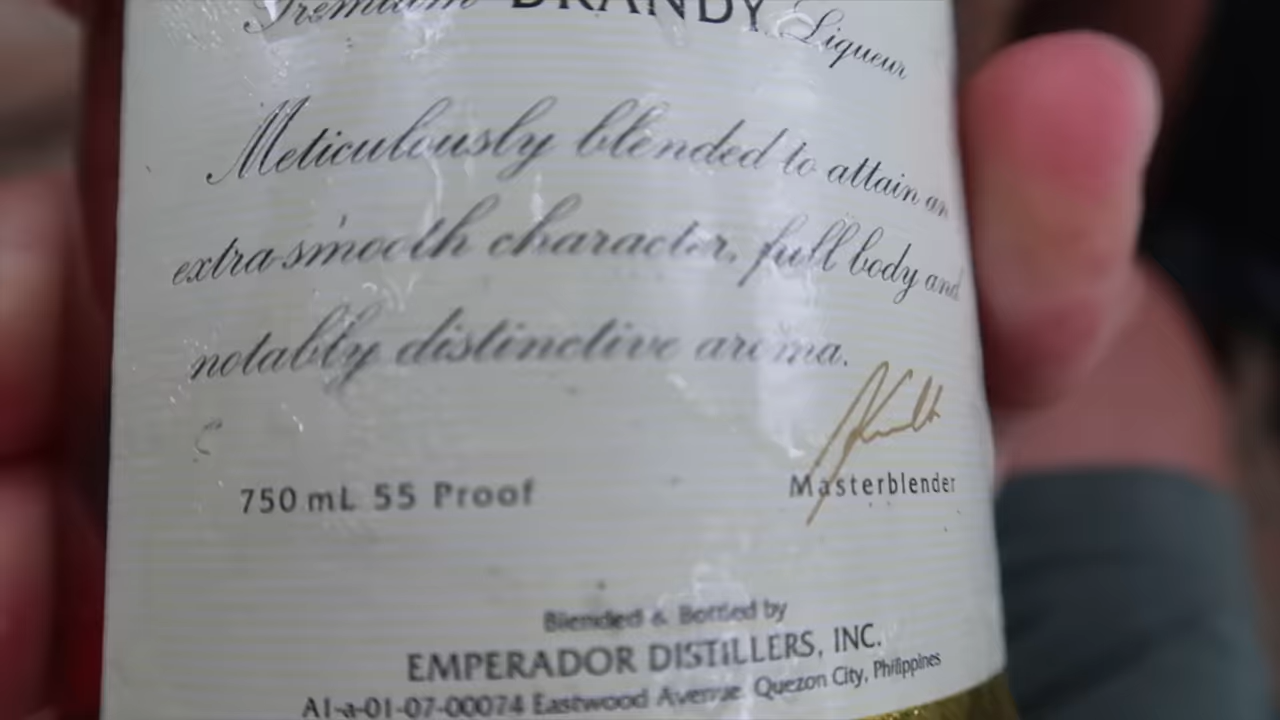 Premium BRANDY Liqueur
Meticulously blended to attain an
extra-smooth character, full body and
notably distinctive aroma.
750 mL 55 Proof
Masterblender
Blended & Bottled by
EMPERADOR DISTILLERS, INC.
A1-a-01-07-00074 Eastwood Avenue, Quezon City, Philippines